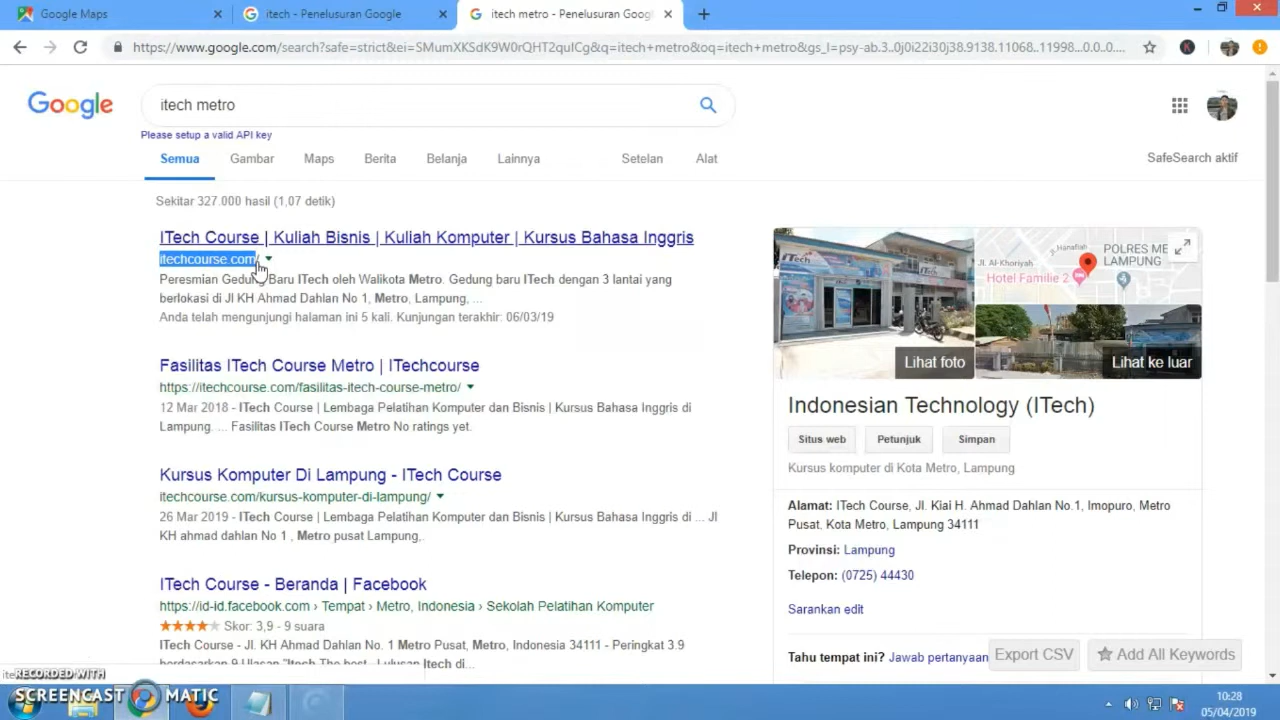 Google Maps
itech - Penelusuran Google
itech metro - Penelusuran Goog
https://www.google.com/search?safe=strict&ei=SMumXKSdK9W0rQHT2quICg&q=itech+metro&oq=itech+metro&gs_l=psy-ab.3..0j0i22i30j38.9138.11068..11998...0.0..0....
Google
itech metro
Please setup a valid API key
Semua Gambar Maps Berita Belanja Lainnya Setelan Alat
SafeSearch aktif
Sekitar 327.000 hasil (1,07 detik)
ITech Course | Kuliah Bisnis | Kuliah Komputer | Kursus Bahasa Inggris
itechcourse.com/
Peresmian Gedung Baru ITech oleh Walikota Metro. Gedung baru ITech dengan 3 lantai yang
berlokasi di Jl KH Ahmad Dahlan No 1, Metro, Lampung, ...
Anda telah mengunjungi halaman ini 5 kali. Kunjungan terakhir: 06/03/19
Fasilitas ITech Course Metro | ITechcourse
https://itechcourse.com/fasilitas-itech-course-metro/
12 Mar 2018 - ITech Course | Lembaga Pelatihan Komputer dan Bisnis | Kursus Bahasa Inggris di
Lampung. ... Fasilitas ITech Course Metro No ratings yet.
Kursus Komputer Di Lampung - ITech Course
itechcourse.com/kursus-komputer-di-lampung/
26 Mar 2019 - ITech Course | Lembaga Pelatihan Komputer dan Bisnis | Kursus Bahasa Inggris di ... Jl
KH ahmad dahlan No 1 , Metro pusat Lampung,.
ITech Course - Beranda | Facebook
https://id-id.facebook.com › Tempat › Metro, Indonesia › Sekolah Pelatihan Komputer
Skor: 3,9 - 9 suara
ITech Course - Jl. KH Ahmad Dahlan No. 1 Metro Pusat, Metro, Indonesia 34111 - Peringkat 3.9
berdasarkan 9 Ulasan "Itech The best...Lulusan Itech di...
Hanafiah
Jl. Al-Khoriyah
POLRES ME
LAMPUNG
Hotel Familie 2
Lihat foto
Lihat ke luar
Indonesian Technology (ITech)
Situs web Petunjuk Simpan
Kursus komputer di Kota Metro, Lampung
Alamat: ITech Course, Jl. Kiai H. Ahmad Dahlan No.1, Imopuro, Metro
Pusat, Kota Metro, Lampung 34111
Provinsi: Lampung
Telepon: (0725) 44430
Sarankan edit
Tahu tempat ini? Jawab pertanyaan
Export CSV
Add All Keywords
RECORDED WITH
SCREENCAST MATIC
10:28
05/04/2019